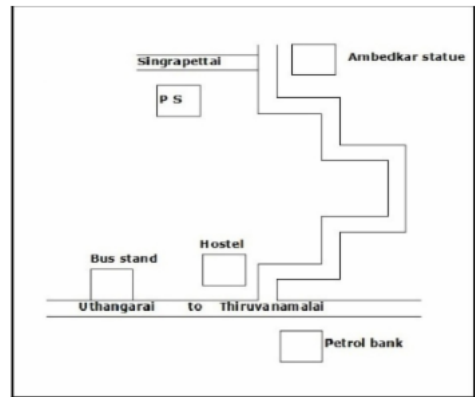 Singrapettai
Ambedkar statue
P S
Hostel
Bus stand
Uthangarai to Thiruvanamalai
Petrol bank